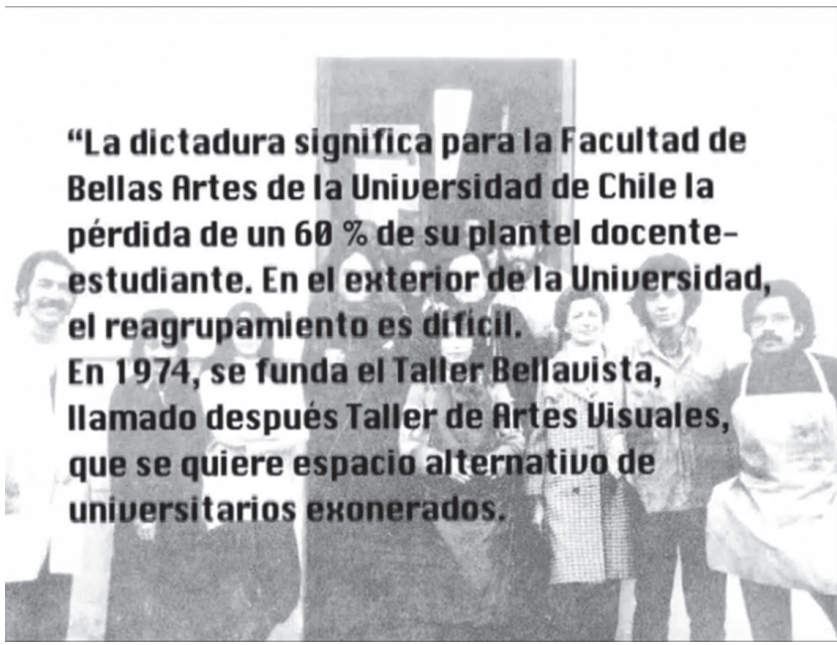 “La dictadura significa para la Facultad de
Bellas Artes de la Universidad de Chile la
pérdida de un 60 % de su plantel docente-
estudiante. En el exterior de la Universidad,
el reagrupamiento es difícil.
En 1974, se funda el Taller Bellavista,
llamado después Taller de Artes Visuales,
que se quiere espacio alternativo de
universitarios exonerados.